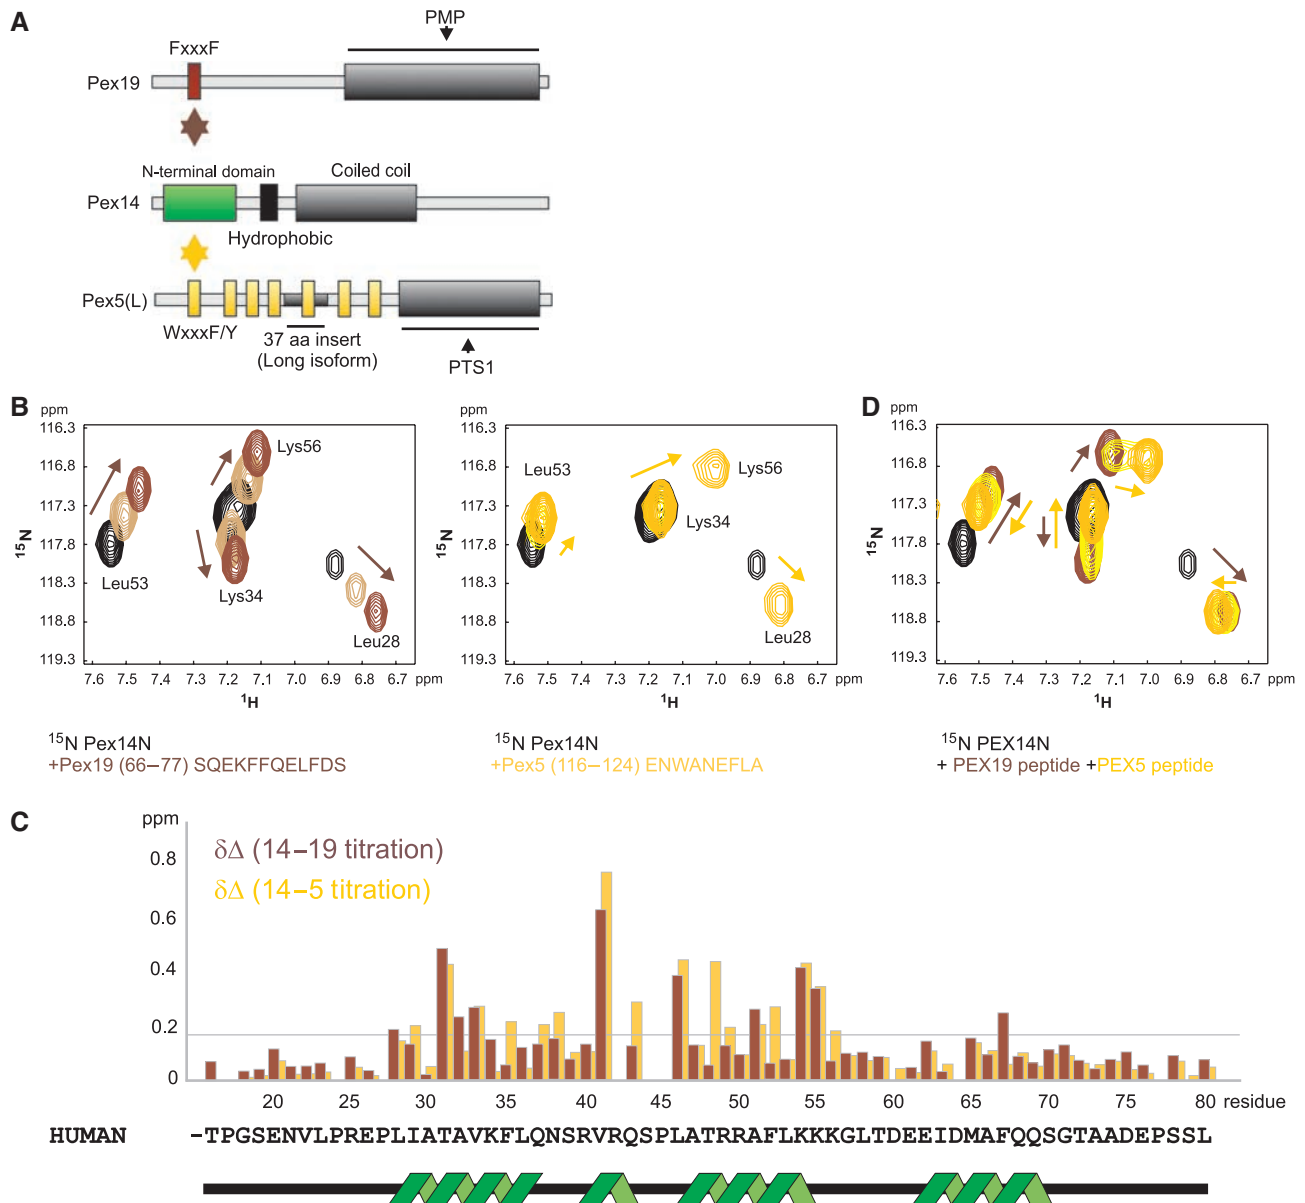 A
PMP
FxxxF
Pex19
N-terminal domain
Coiled coil
Pex14
Hydrophobic
Pex5(L)
WxxxF/Y
37 aa insert
(Long isoform)
PTS1
B
ppm
116.3
116.8
117.3
117.8
118.3
118.8
119.3
15N
Lys56
Leu53
Lys34
Leu28
7.6 7.5 7.4 7.3 7.2 7.1 7.0 6.9 6.8 6.7 ppm
1H
15N Pex14N
+Pex19 (66–77) SQEKFFQELFDS
ppm
116.3
116.8
117.3
117.8
118.3
118.8
119.3
15N
Leu53
Lys56
Lys34
Leu28
7.6 7.5 7.4 7.3 7.2 7.1 7.0 6.9 6.8 6.7 ppm
1H
15N Pex14N
+Pex5 (116–124) ENWANEFLA
D
ppm
116.3
116.8
117.3
117.8
118.3
118.8
119.3
15N
7.6 7.5 7.4 7.3 7.2 7.1 7.0 6.9 6.8 6.7 ppm
1H
15N PEX14N
+ PEX19 peptide +PEX5 peptide
C
ppm
0.8
0.6
0.4
0.2
0
δΔ (14–19 titration)
δΔ (14–5 titration)
20 25 30 35 40 45 50 55 60 65 70 75 80 residue
HUMAN -TPGSENVLPREPLIATAVKFLQNSRVRQSPLATRRAFLKKKGLTDEEIDMAFQQSGTAADEPSSL